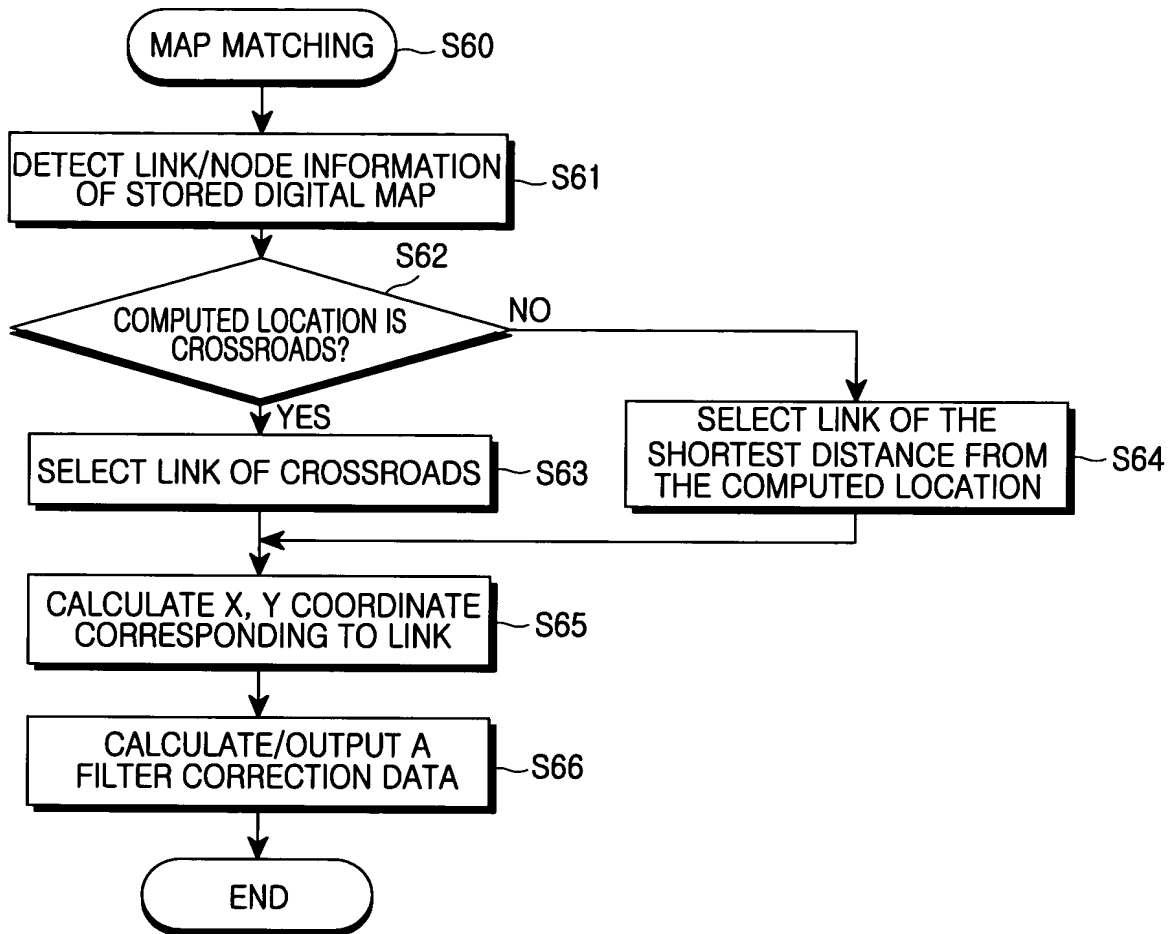 MAP MATCHING
S60
DETECT LINK/NODE INFORMATION
OF STORED DIGITAL MAP
S61
S62
COMPUTED LOCATION IS
CROSSROADS?
NO
YES
SELECT LINK OF CROSSROADS
S63
SELECT LINK OF THE
SHORTEST DISTANCE FROM
THE COMPUTED LOCATION
S64
CALCULATE X, Y COORDINATE
CORRESPONDING TO LINK
S65
CALCULATE/OUTPUT A
FILTER CORRECTION DATA
S66
END